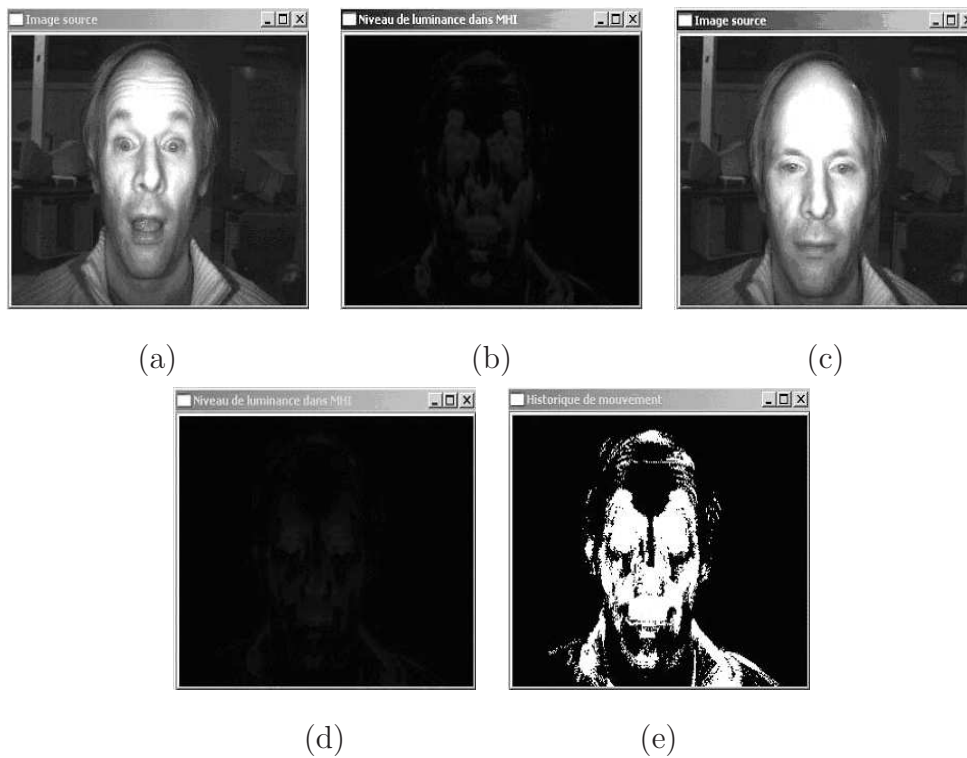 Image source
Niveau de luminance dans MHI
Image source
(a)
(b)
(c)
Niveau de luminance dans MHI
Historique de mouvement
(d)
(e)